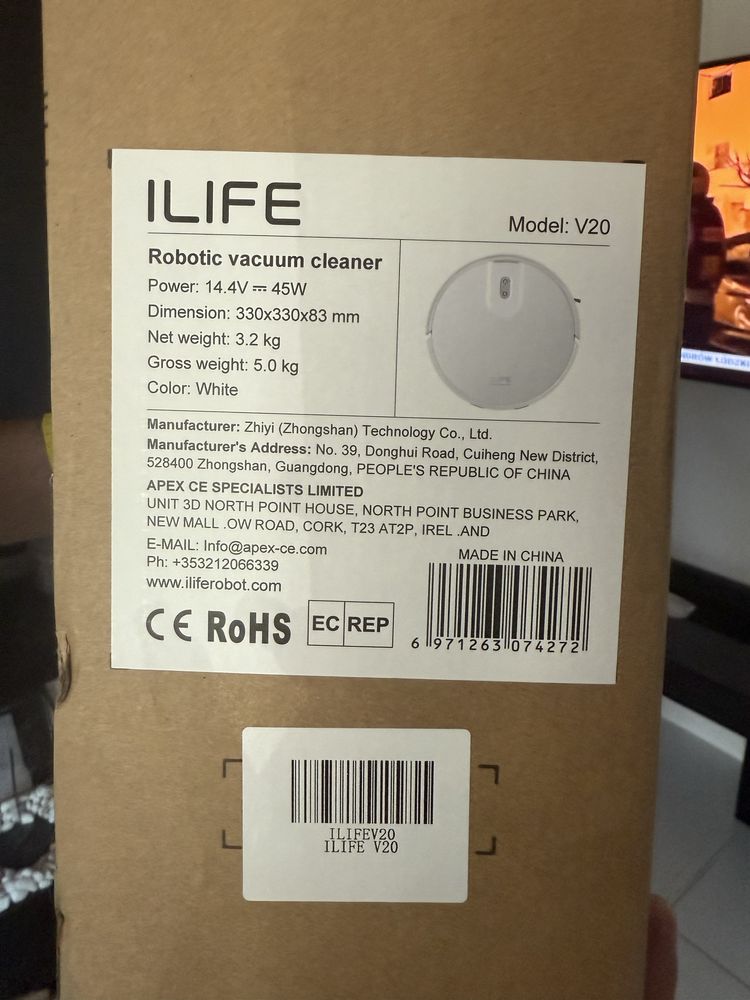 ILIFE
Model: V20
Robotic vacuum cleaner
Power: 14.4V ⎓ 45W
Dimension: 330x330x83 mm
Net weight: 3.2 kg
Gross weight: 5.0 kg
Color: White
Manufacturer: Zhiyi (Zhongshan) Technology Co., Ltd.
Manufacturer's Address: No. 39, Donghui Road, Cuiheng New District,
528400 Zhongshan, Guangdong, PEOPLE'S REPUBLIC OF CHINA
APEX CE SPECIALISTS LIMITED
UNIT 3D NORTH POINT HOUSE, NORTH POINT BUSINESS PARK,
NEW MALL .OW ROAD, CORK, T23 AT2P, IREL .AND
E-MAIL: Info@apex-ce.com
Ph: +353212066339
www.iliferobot.com
MADE IN CHINA
CE RoHS EC REP
6 971263 074272
ILIFEV20
ILIFE V20